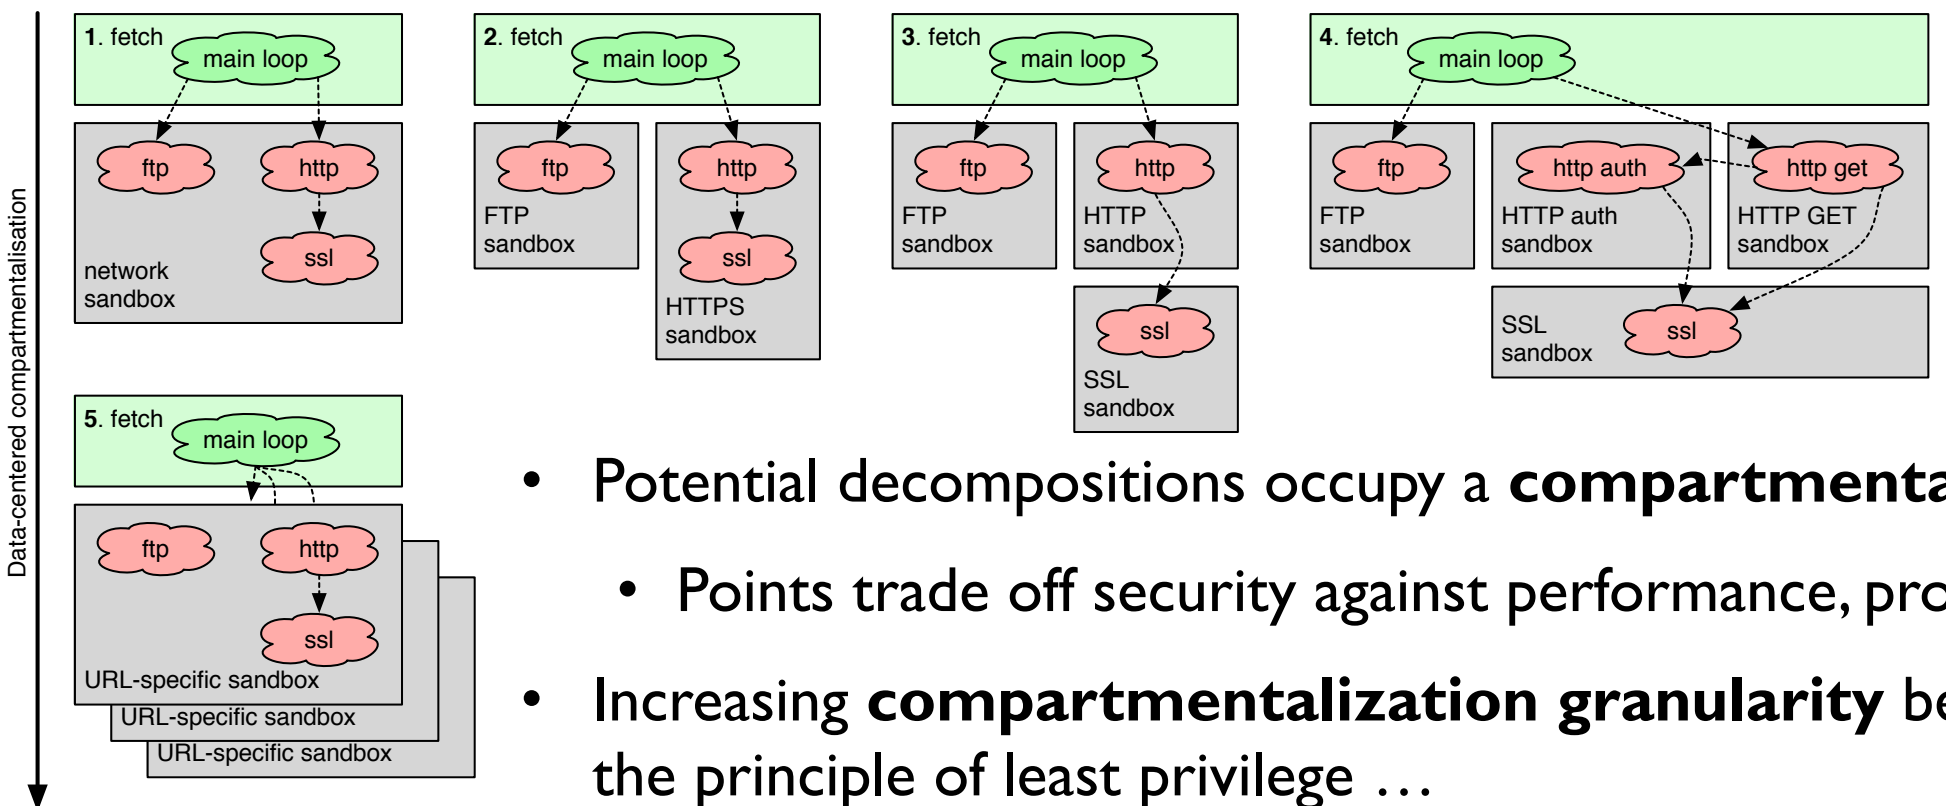 Data-centered compartmentalisation
1. fetch
main loop
ftp
http
ssl
network
sandbox
2. fetch
main loop
ftp
FTP
sandbox
http
ssl
HTTPS
sandbox
3. fetch
main loop
ftp
FTP
sandbox
http
HTTP
sandbox
ssl
SSL
sandbox
4. fetch
main loop
ftp
FTP
sandbox
http auth
HTTP auth
sandbox
http get
HTTP GET
sandbox
SSL
sandbox
ssl
5. fetch
main loop
ftp
http
ssl
URL-specific sandbox
URL-specific sandbox
URL-specific sandbox
• Potential decompositions occupy a compartmenta
• Points trade off security against performance, pro
• Increasing compartmentalization granularity be
the principle of least privilege …